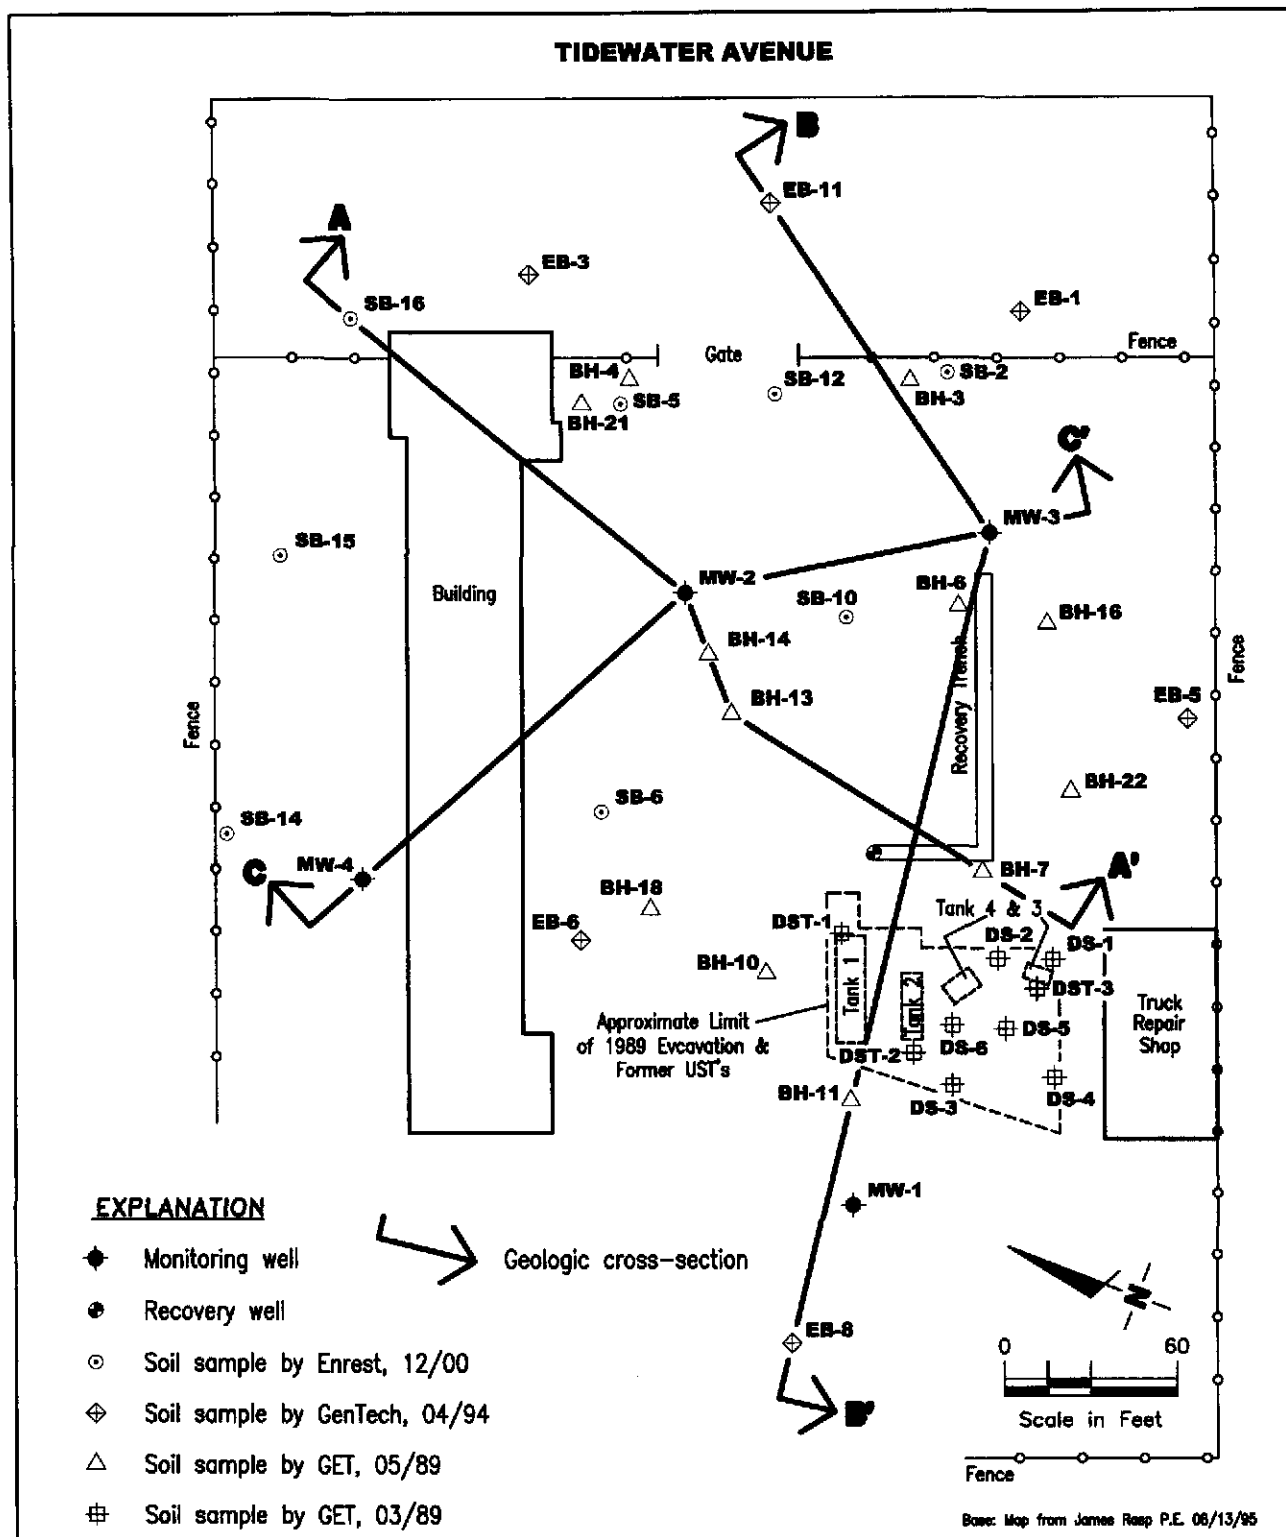 TIDEWATER AVENUE
B
EB-11
A
EB-3
SB-16
EB-1
Fence
Gate
BH-4
SB-12
SB-2
SB-5
BH-3
BH-21
C'
MW-3
SB-15
MW-2
BH-6
Building
SB-10
BH-16
BH-14
Recovery Trench
Fence
EB-5
BH-13
Fence
BH-22
SB-6
SB-14
MW-4
BH-7
A'
C
BH-18
Tank 4 & 3
DST-1
EB-6
DS-2
DS-1
BH-10
Tank 1
DST-3
Tank 2
Truck
Repair
Shop
Approximate Limit
of 1989 Evcavation &
Former UST's
DS-5
DS-6
DST-2
BH-11
DS-3
DS-4
MW-1
EXPLANATION
Monitoring well
Geologic cross-section
N
Recovery well
EB-8
0 60
Soil sample by Enrest, 12/00
B'
Scale in Feet
Soil sample by GenTech, 04/94
Soil sample by GET, 05/89
Fence
Soil sample by GET, 03/89
Base: Map from James Rasp P.E. 06/13/95